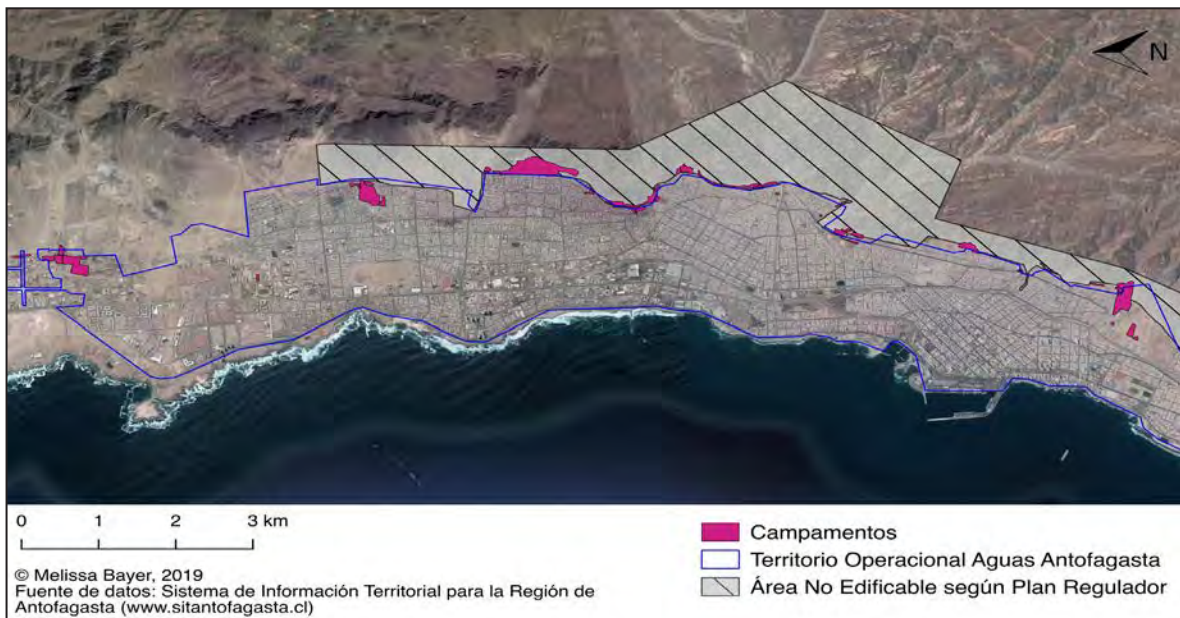 N
0 1 2 3 km
© Melissa Bayer, 2019
Fuente de datos: Sistema de Información Territorial para la Región de
Antofagasta (www.sitantofagasta.cl)
Campamentos
Territorio Operacional Aguas Antofagasta
Área No Edificable según Plan Regulador